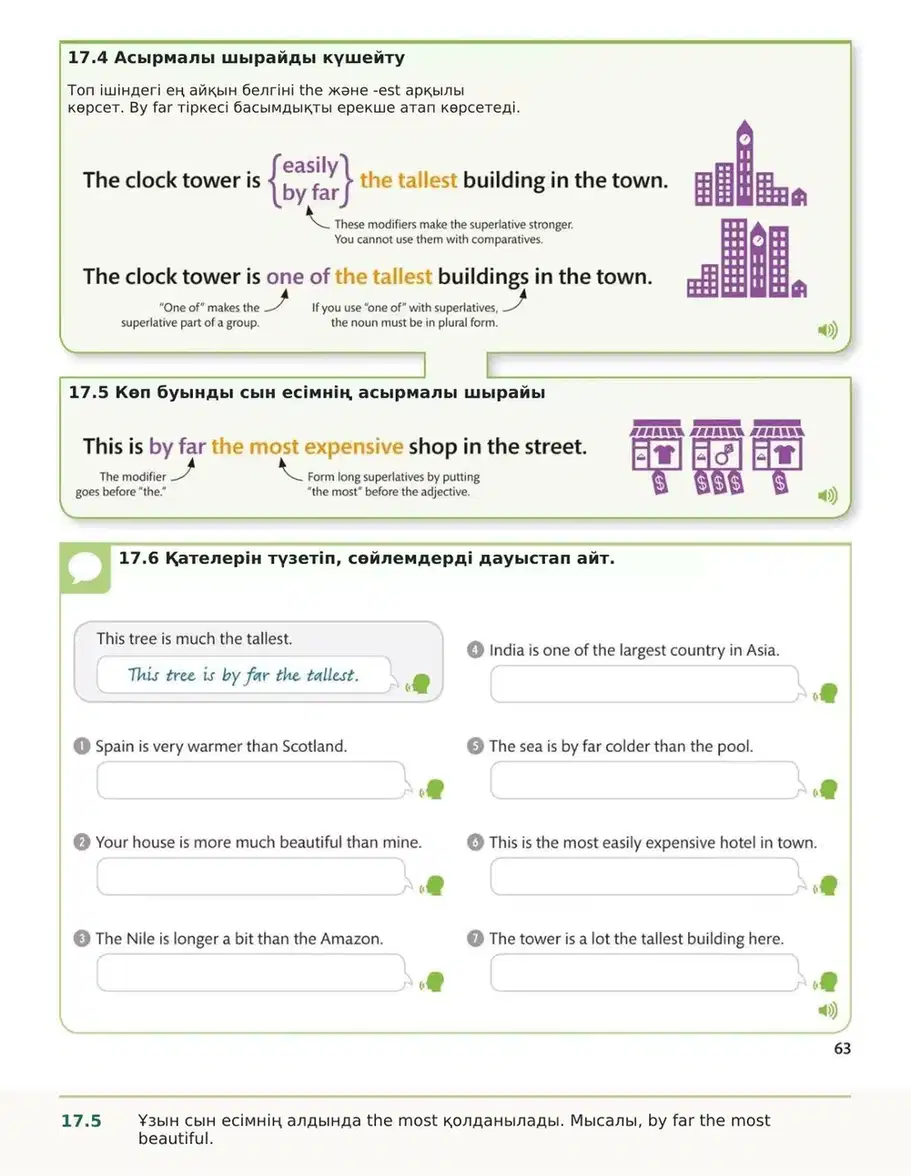 17.4 Асырмалы шырайды күшейту
Топ ішіндегі ең айқын белгіні the және -est арқылы
көрсет. By far тіркесі басымдықты ерекше атап көрсетеді.
The clock tower is {easily by far} the tallest building in the town.
These modifiers make the superlative stronger.
You cannot use them with comparatives.
The clock tower is one of the tallest buildings in the town.
"One of" makes the
superlative part of a group.
If you use "one of" with superlatives,
the noun must be in plural form.
17.5 Көп буынды сын есімнің асырмалы шырайы
This is by far the most expensive shop in the street.
The modifier
goes before "the."
Form long superlatives by putting
"the most" before the adjective.
$ $ $ $ $
17.6 Қателерін түзетіп, сөйлемдерді дауыстап айт.
This tree is much the tallest.
This tree is by far the tallest.
1 Spain is very warmer than Scotland.
2 Your house is more much beautiful than mine.
3 The Nile is longer a bit than the Amazon.
4 India is one of the largest country in Asia.
5 The sea is by far colder than the pool.
6 This is the most easily expensive hotel in town.
7 The tower is a lot the tallest building here.
63
17.5 Ұзын сын есімнің алдында the most қолданылады. Мысалы, by far the most
beautiful.